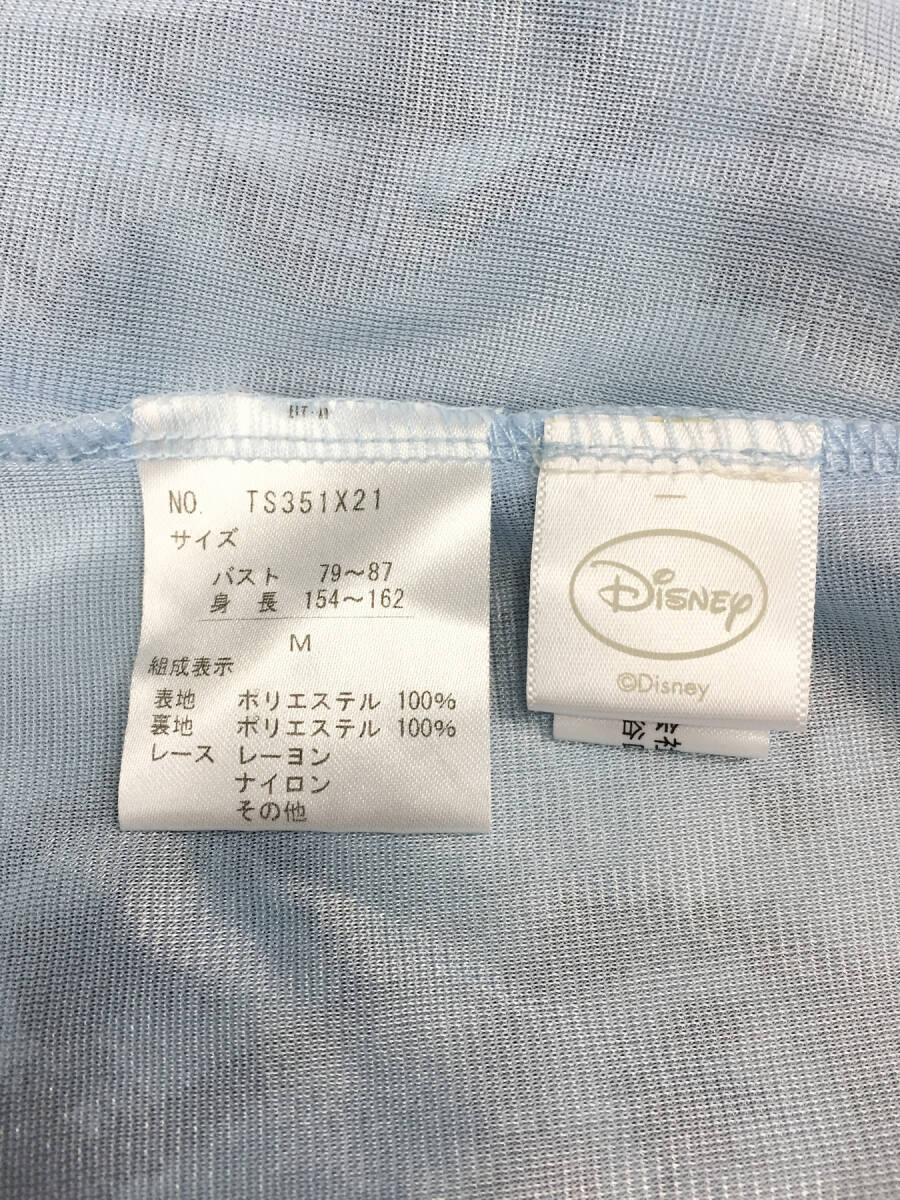 NO. TS351X21
サイズ
バスト 79～87
身長 154～162
M
組成表示
表地 ポリエステル 100%
裏地 ポリエステル 100%
レース レーヨン
ナイロン
その他
Disney
©Disney